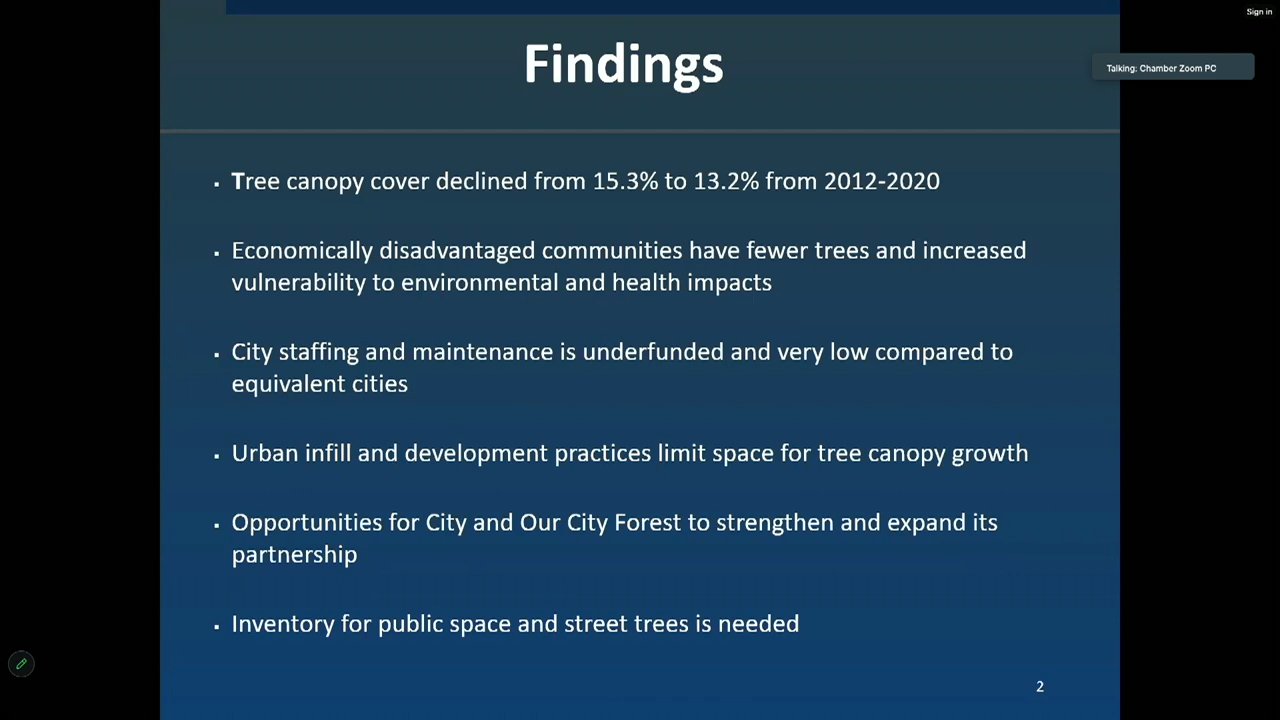 Sign in
Findings
Talking: Chamber Zoom PC
▪ Tree canopy cover declined from 15.3% to 13.2% from 2012-2020
▪ Economically disadvantaged communities have fewer trees and increased
vulnerability to environmental and health impacts
▪ City staffing and maintenance is underfunded and very low compared to
equivalent cities
▪ Urban infill and development practices limit space for tree canopy growth
▪ Opportunities for City and Our City Forest to strengthen and expand its
partnership
▪ Inventory for public space and street trees is needed
2